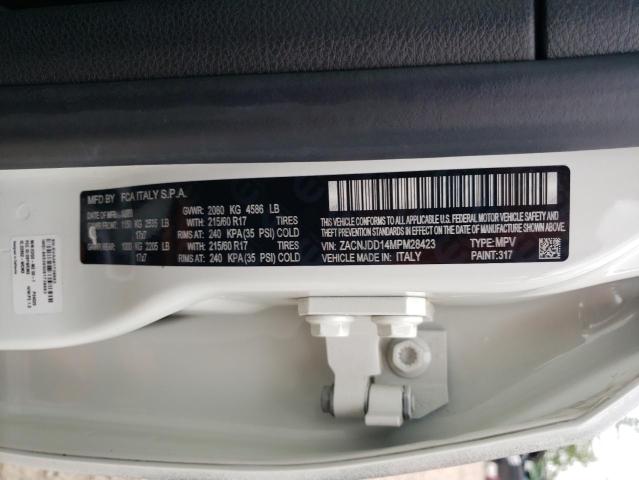 MFD BY FCA ITALY S.P.A.
DATE OF MFR: GVWR: 2080 KG 4586 LB
GAWR FRONT: 1150 KG 2535 LB WITH: 215/60 R17 TIRES
17x7 RIMS AT: 240 KPA(35 PSI) COLD
GAWR REAR: 1000 KG 2205 LB WITH: 215/60 R17 TIRES
17x7 RIMS AT: 240 KPA(35 PSI) COLD
THIS VEHICLE CONFORMS TO ALL APPLICABLE
U.S.A. FEDERAL MOTOR VEHICLE SAFETY, BUMPER AND
THEFT PREVENTION STANDARDS IN EFFECT ON
THE DATE OF MANUFACTURE SHOWN ABOVE.
VIN: ZACNJDD14MPM28423 TYPE: MPV
VEHICLE MADE IN: ITALY PAINT: 317